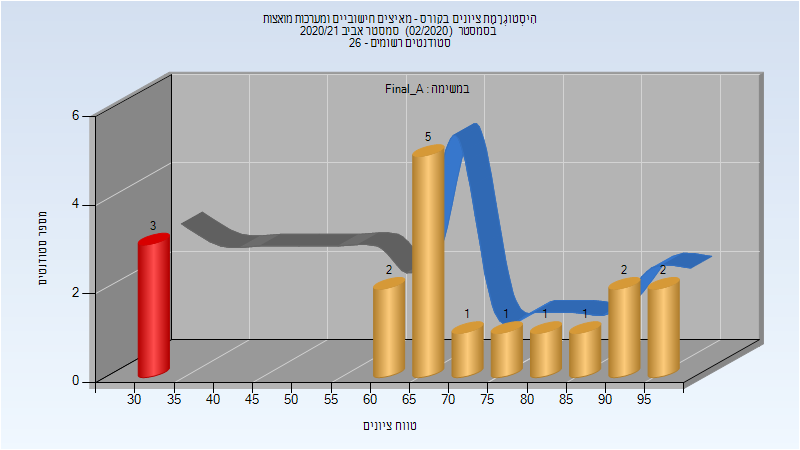 הִיסְטוֹגְרָמַת ציונים בקורס - מאיצים חישוביים ומערכות מואצות
בסמסטר (02/2020) סמסטר אביב 2020/21
סטודנטים רשומים - 26
במשימה : Final_A
מספר סטודנטים
6
4
2
0
3
2
5
1
1
1
1
2
2
30 35 40 45 50 55 60 65 70 75 80 85 90 95
טווח ציונים